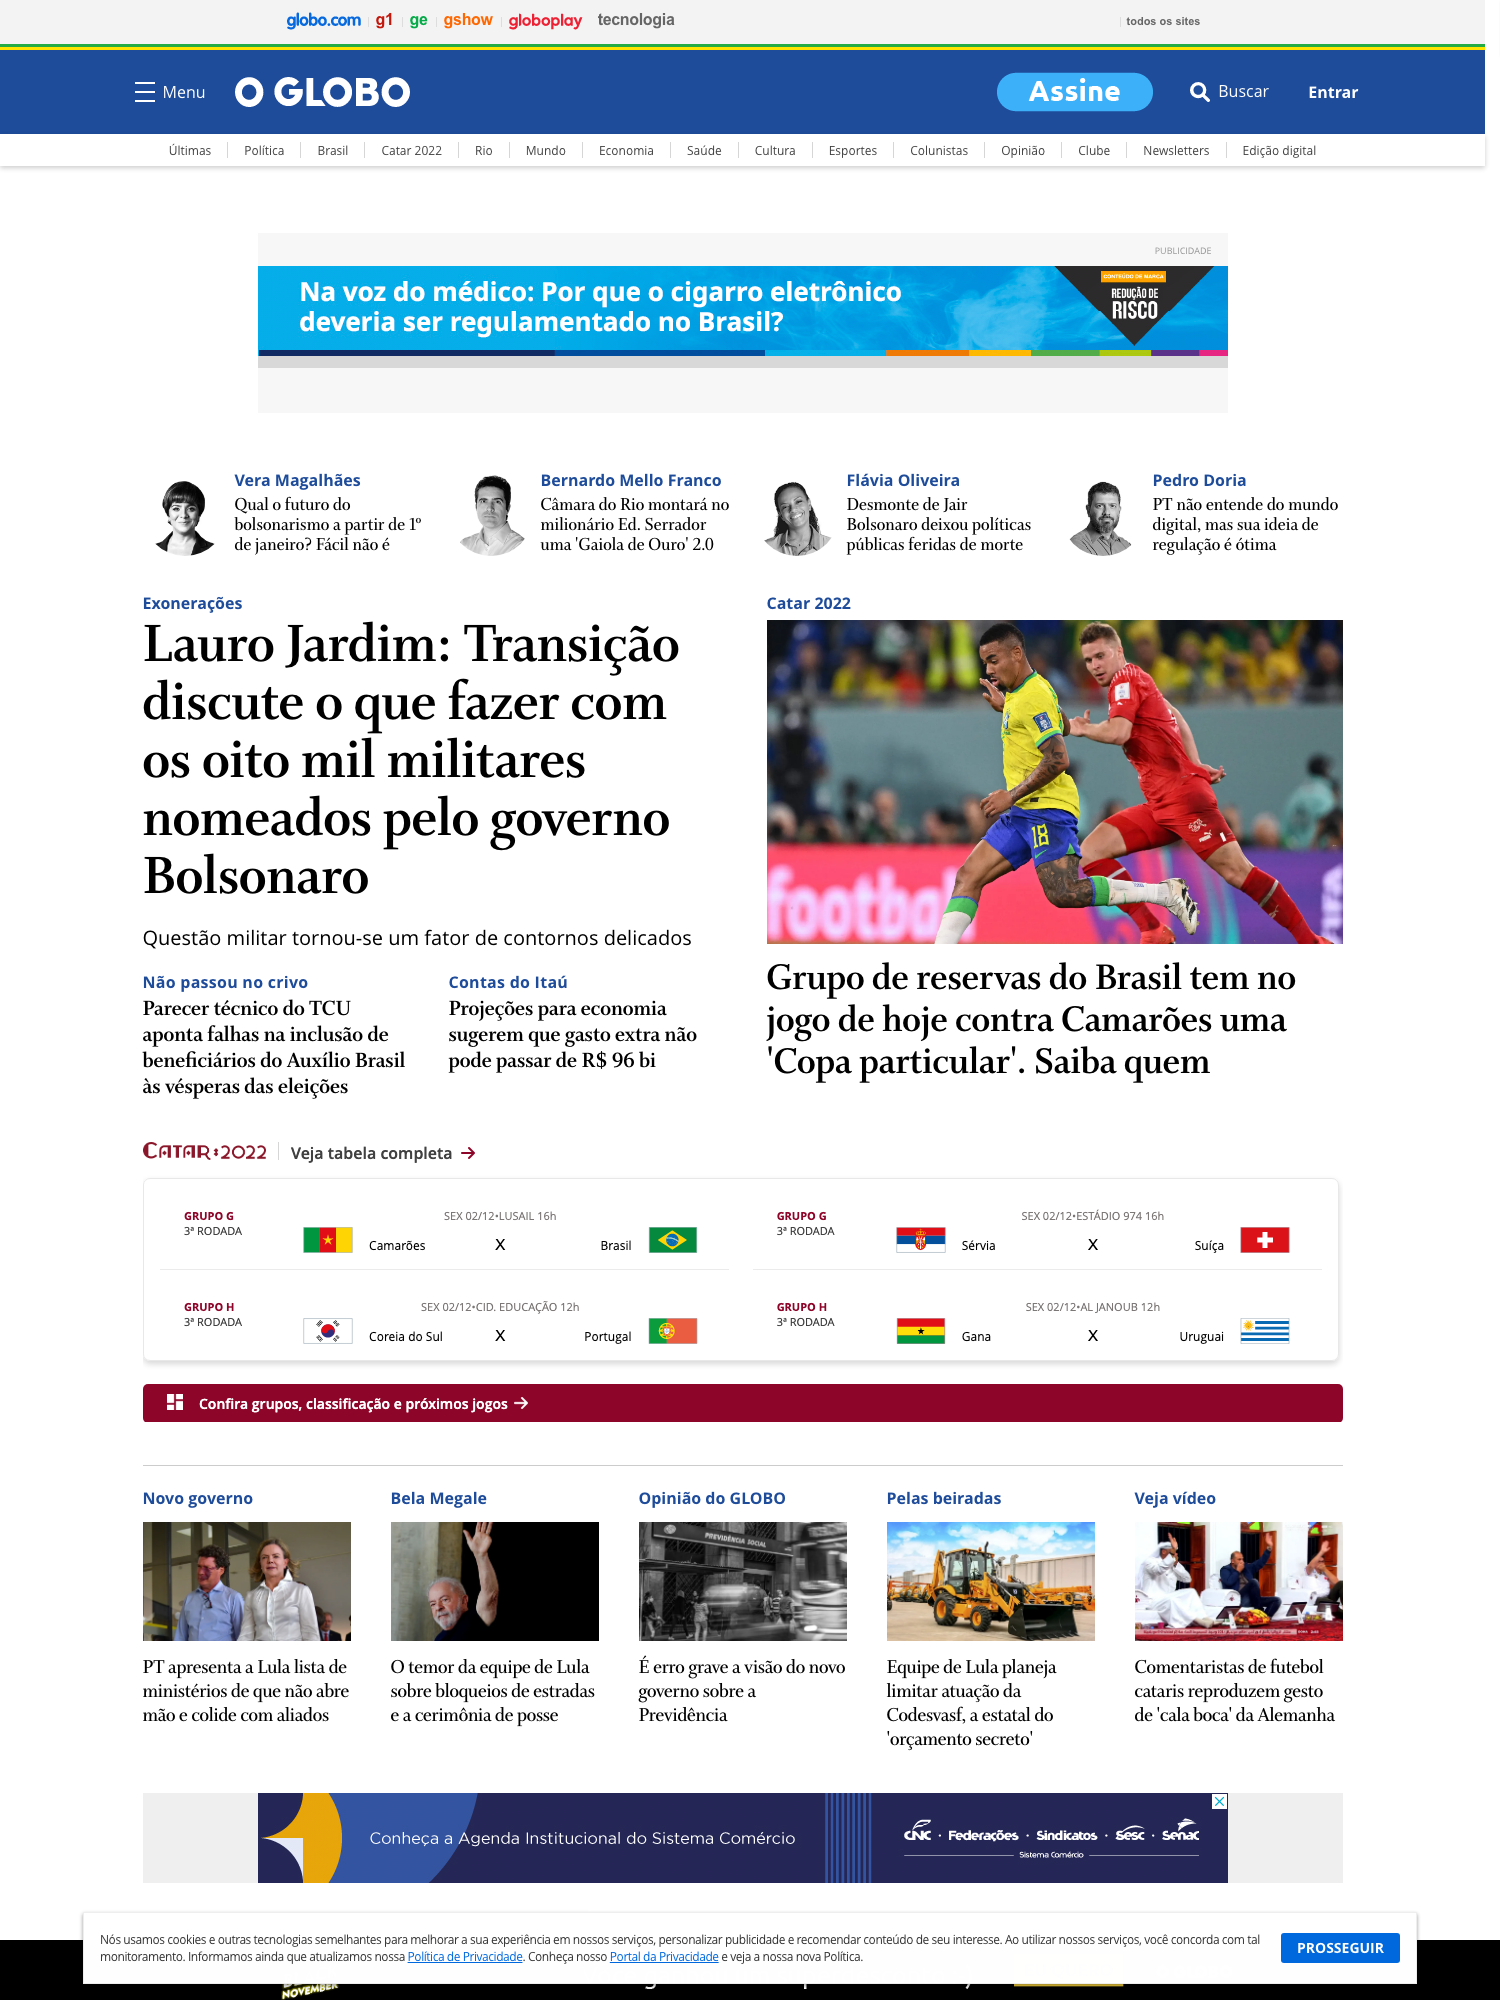 globo.com g1 ge gshow globoplay tecnologia todos os sites
Menu O GLOBO Assine Buscar Entrar
Últimas Política Brasil Catar 2022 Rio Mundo Economia Saúde Cultura Esportes Colunistas Opinião Clube Newsletters Edição digital
PUBLICIDADE
Na voz do médico: Por que o cigarro eletrônico
deveria ser regulamentado no Brasil?
CONTEÚDO DE MARCA
REDUÇÃO DE
RISCO
Vera Magalhães
Qual o futuro do
bolsonarismo a partir de 1º
de janeiro? Fácil não é
Bernardo Mello Franco
Câmara do Rio montará no
milionário Ed. Serrador
uma 'Gaiola de Ouro' 2.0
Flávia Oliveira
Desmonte de Jair
Bolsonaro deixou políticas
públicas feridas de morte
Pedro Doria
PT não entende do mundo
digital, mas sua ideia de
regulação é ótima
Exonerações
Lauro Jardim: Transição
discute o que fazer com
os oito mil militares
nomeados pelo governo
Bolsonaro
Questão militar tornou-se um fator de contornos delicados
Não passou no crivo
Parecer técnico do TCU
aponta falhas na inclusão de
beneficiários do Auxílio Brasil
às vésperas das eleições
Contas do Itaú
Projeções para economia
sugerem que gasto extra não
pode passar de R$ 96 bi
Catar 2022
18
football
Grupo de reservas do Brasil tem no
jogo de hoje contra Camarões uma
'Copa particular'. Saiba quem
CATAR:2022 Veja tabela completa
GRUPO G
3ª RODADA
SEX 02/12•LUSAIL 16h
Camarões X Brasil
GRUPO G
3ª RODADA
SEX 02/12•ESTÁDIO 974 16h
Sérvia X Suíça
GRUPO H
3ª RODADA
SEX 02/12•CID. EDUCAÇÃO 12h
Coreia do Sul X Portugal
GRUPO H
3ª RODADA
SEX 02/12•AL JANOUB 12h
Gana X Uruguai
Confira grupos, classificação e próximos jogos
Novo governo
PT apresenta a Lula lista de
ministérios de que não abre
mão e colide com aliados
Bela Megale
O temor da equipe de Lula
sobre bloqueios de estradas
e a cerimônia de posse
Opinião do GLOBO
PREVIDÊNCIA SOCIAL
É erro grave a visão do novo
governo sobre a
Previdência
Pelas beiradas
Equipe de Lula planeja
limitar atuação da
Codesvasf, a estatal do
'orçamento secreto'
Veja vídeo
Comentaristas de futebol
cataris reproduzem gesto
de 'cala boca' da Alemanha
Conheça a Agenda Institucional do Sistema Comércio
CNC · Federações · Sindicatos · Sesc · Senac
Sistema Comércio
Nós usamos cookies e outras tecnologias semelhantes para melhorar a sua experiência em nossos serviços, personalizar publicidade e recomendar conteúdo de seu interesse. Ao utilizar nossos serviços, você concorda com tal
monitoramento. Informamos ainda que atualizamos nossa Política de Privacidade. Conheça nosso Portal da Privacidade e veja a nossa nova Política.
PROSSEGUIR
NOVEMBER